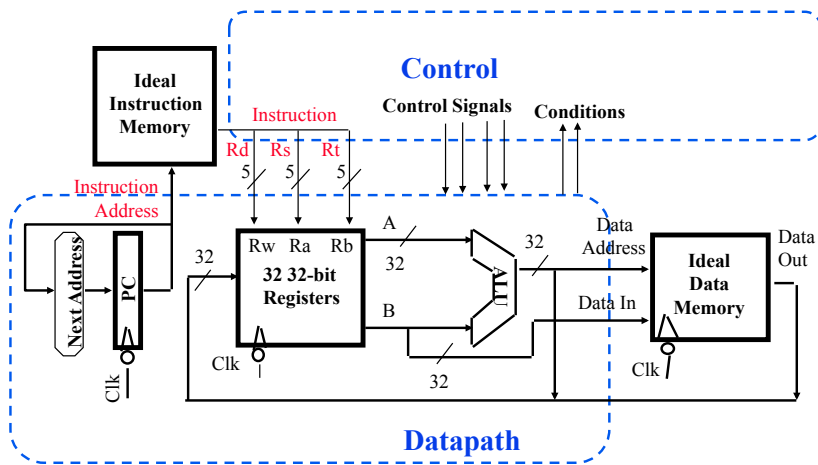 Control
Ideal
Instruction
Memory
Instruction
Control Signals
Conditions
Rd
Rs
Rt
5
5
5
Instruction
Address
Next Address
PC
Clk
32
Rw
Ra
Rb
32 32-bit
Registers
Clk
A
32
B
32
ALU
32
Data
Address
Data In
Ideal
Data
Memory
Clk
Data
Out
Datapath